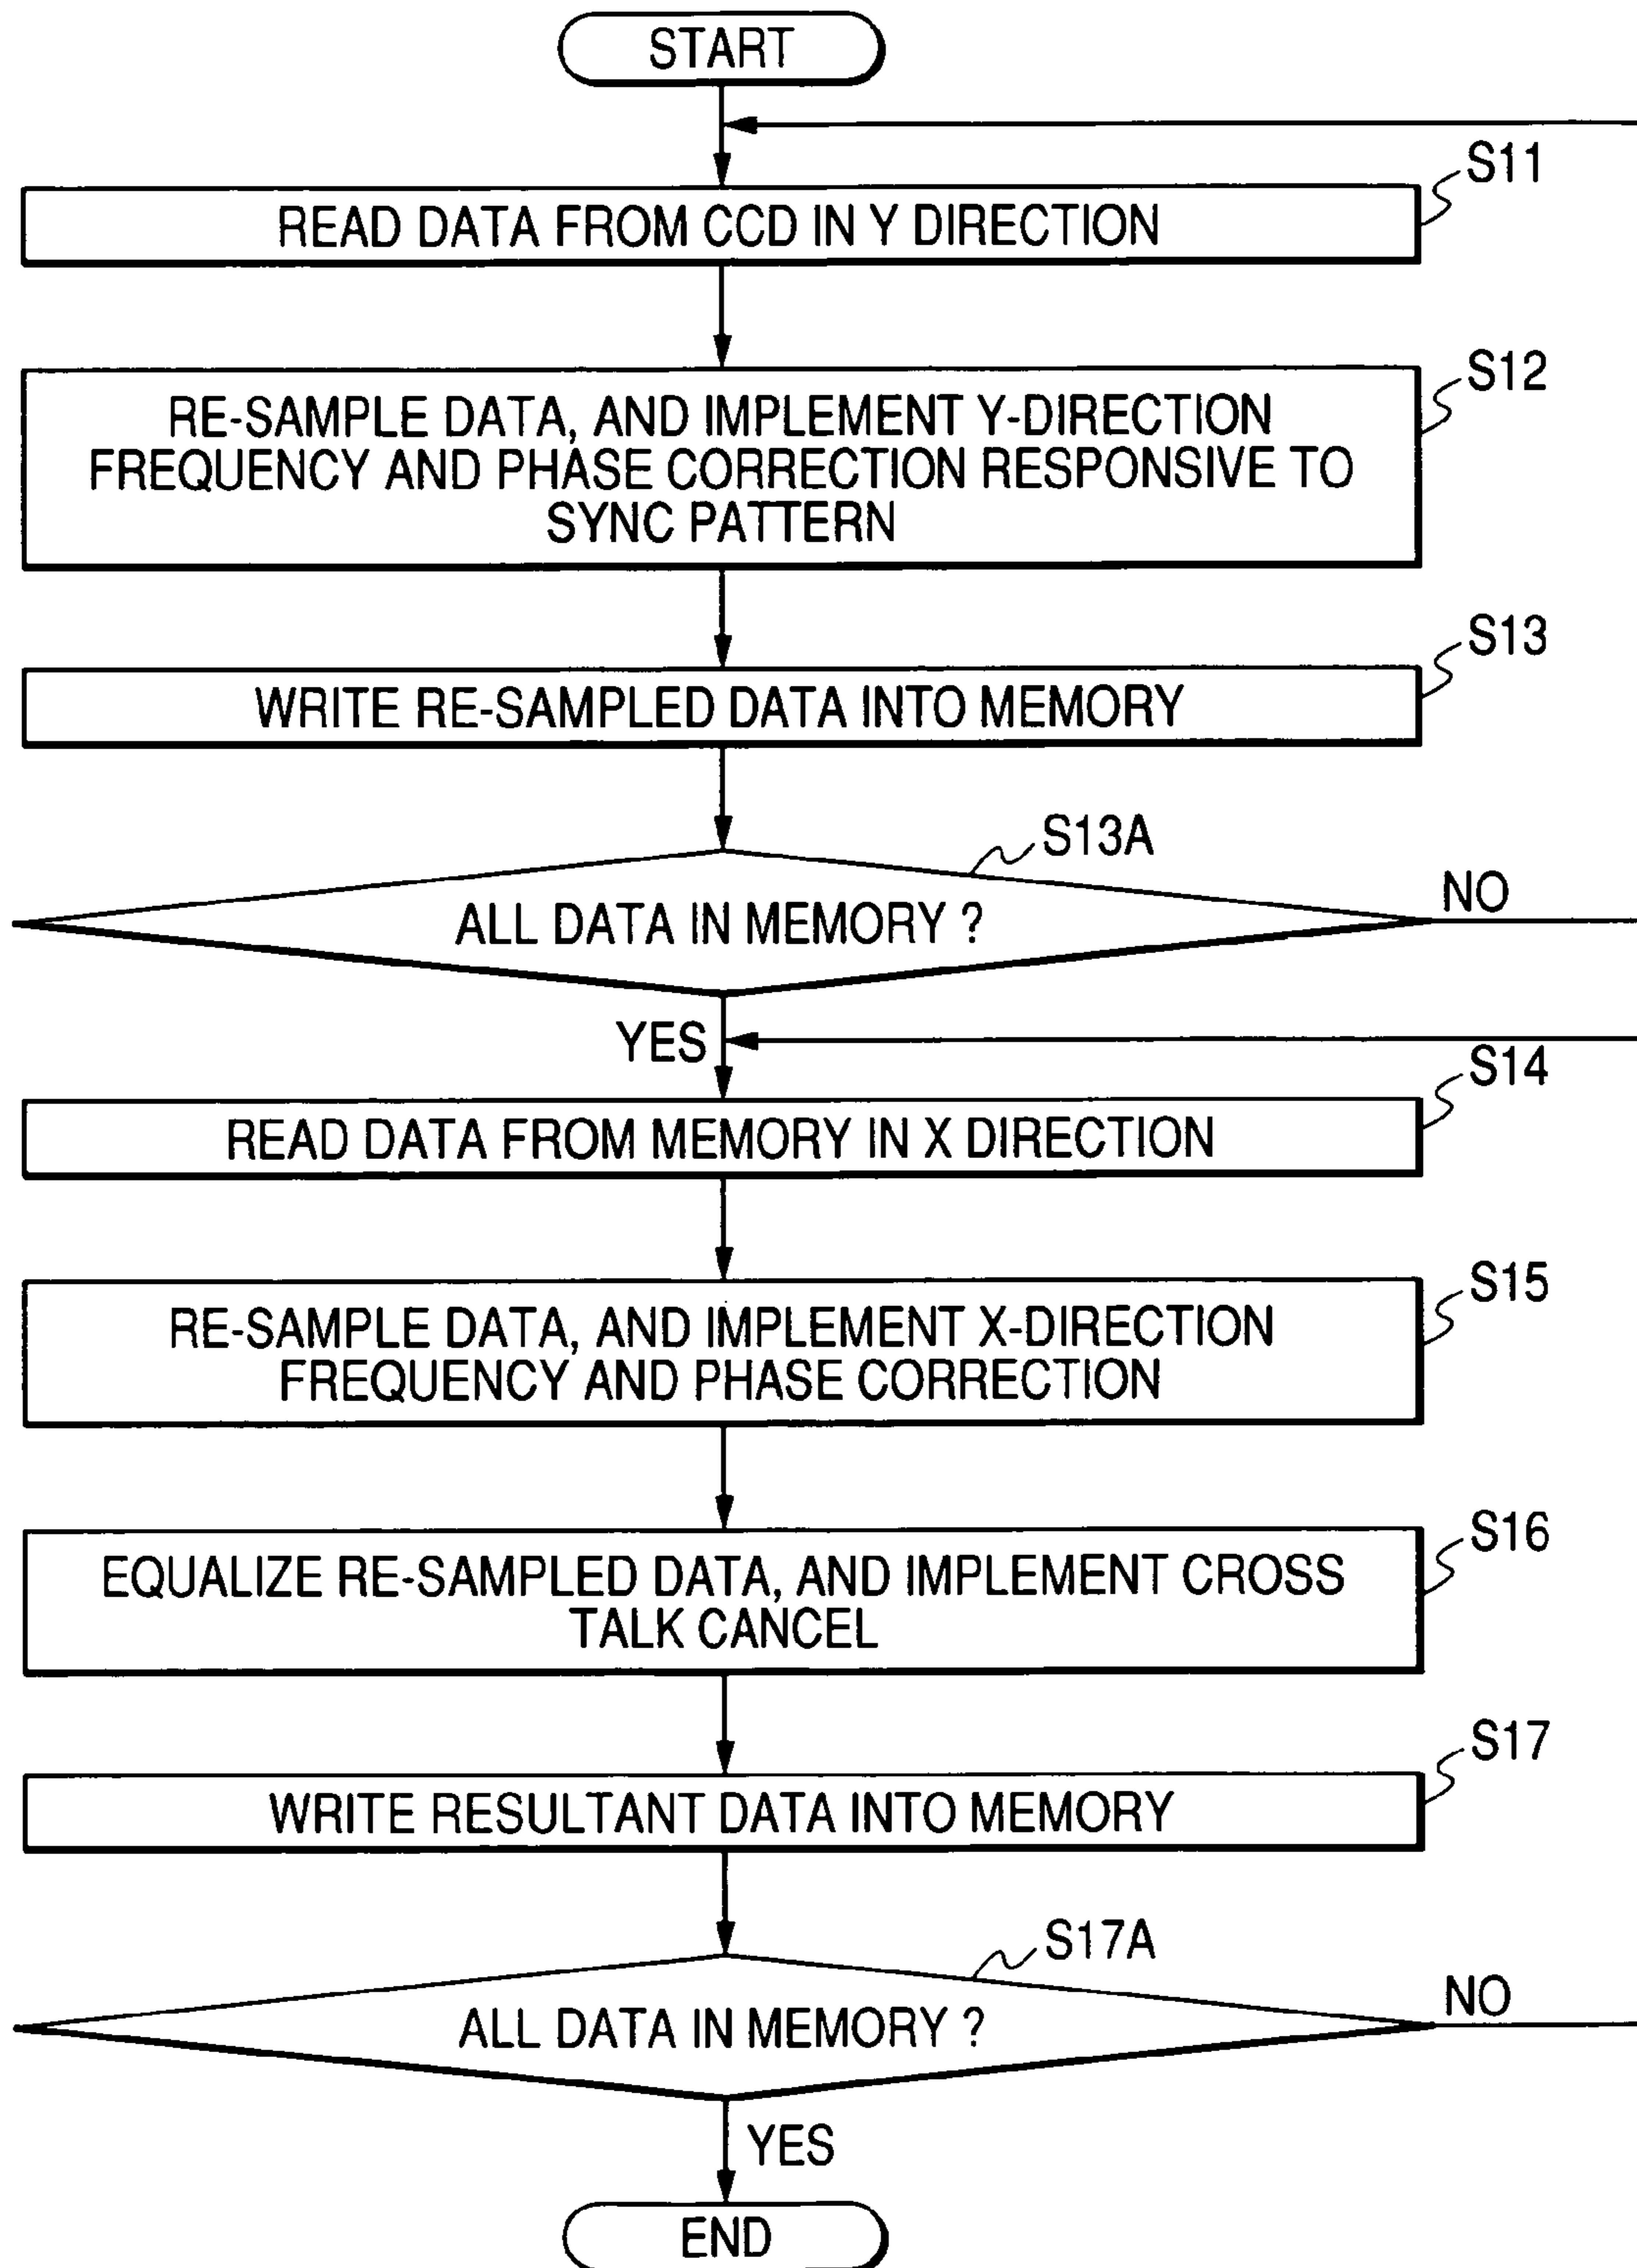 START
S11
READ DATA FROM CCD IN Y DIRECTION
S12
RE-SAMPLE DATA, AND IMPLEMENT Y-DIRECTION
FREQUENCY AND PHASE CORRECTION RESPONSIVE TO
SYNC PATTERN
S13
WRITE RE-SAMPLED DATA INTO MEMORY
S13A
NO
ALL DATA IN MEMORY ?
YES
S14
READ DATA FROM MEMORY IN X DIRECTION
S15
RE-SAMPLE DATA, AND IMPLEMENT X-DIRECTION
FREQUENCY AND PHASE CORRECTION
S16
EQUALIZE RE-SAMPLED DATA, AND IMPLEMENT CROSS
TALK CANCEL
S17
WRITE RESULTANT DATA INTO MEMORY
S17A
NO
ALL DATA IN MEMORY ?
YES
END